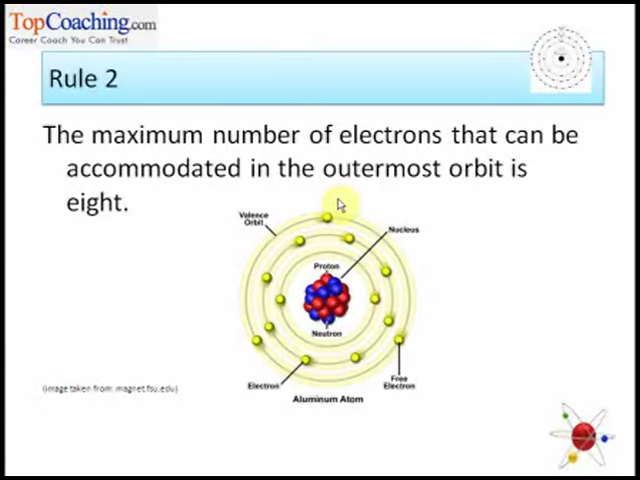 TopCoaching.com
Career Coach You Can Trust
Rule 2
The maximum number of electrons that can be
accommodated in the outermost orbit is
eight.
Valence
Orbit
Nucleus
Proton
Neutron
Electron
Free
Electron
(image taken from: magnet.fsu.edu)
Aluminum Atom